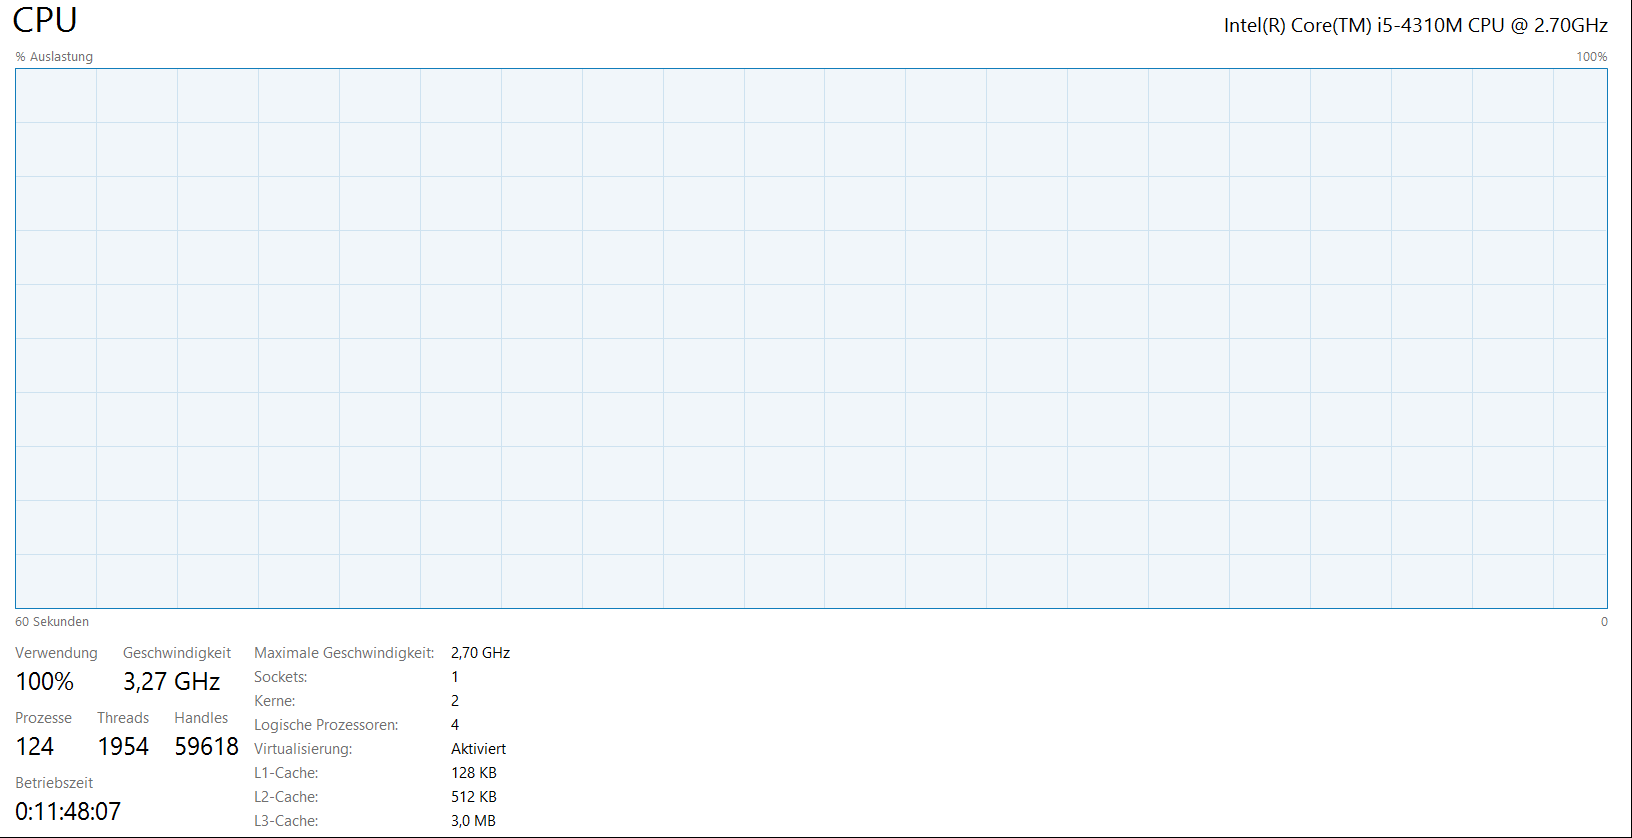 CPU
Intel(R) Core(TM) i5-4310M CPU @ 2.70GHz
% Auslastung
100%
60 Sekunden
0
Verwendung
Geschwindigkeit
100%
3,27 GHz
Prozesse
Threads
Handles
124
1954
59618
Betriebszeit
0:11:48:07
Maximale Geschwindigkeit: 2,70 GHz
Sockets: 1
Kerne: 2
Logische Prozessoren: 4
Virtualisierung: Aktiviert
L1-Cache: 128 KB
L2-Cache: 512 KB
L3-Cache: 3,0 MB